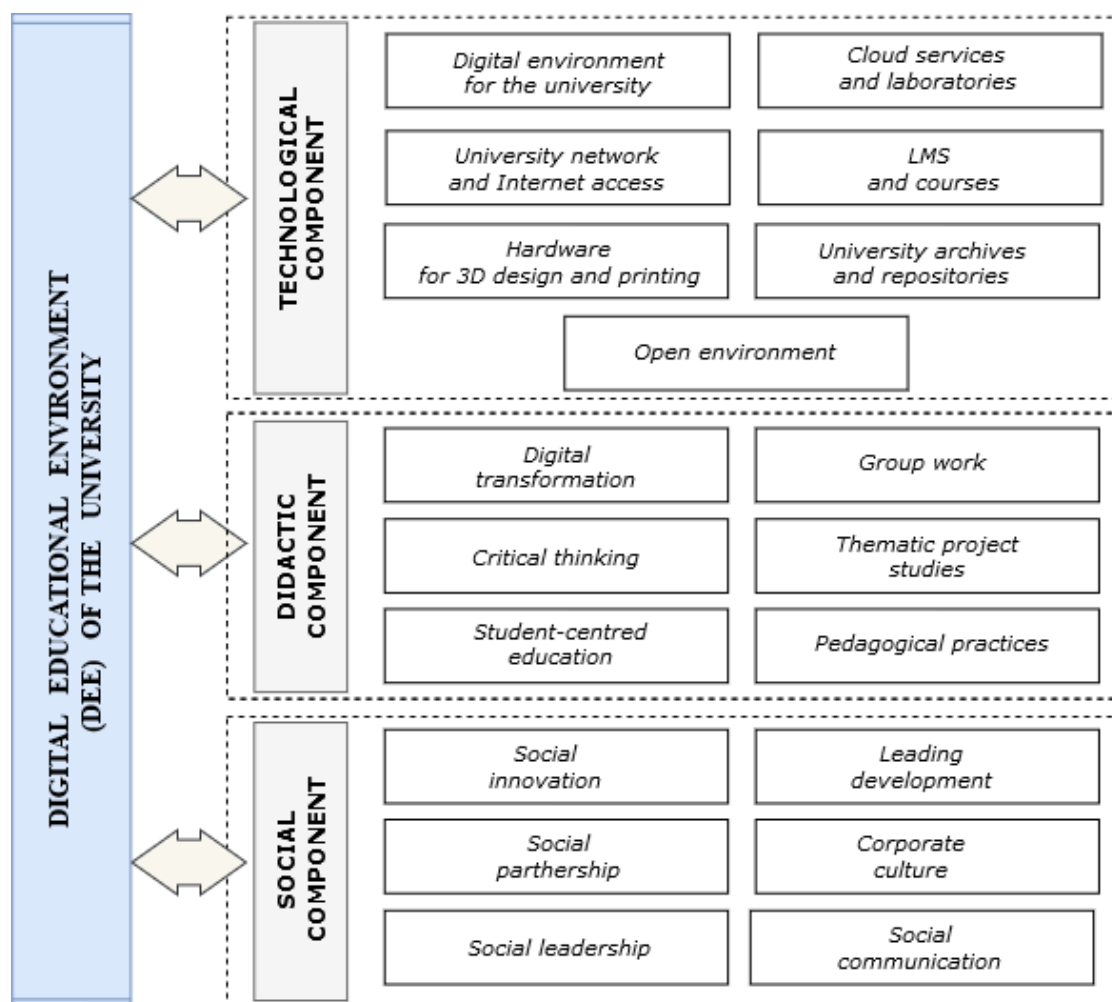 DIGITAL EDUCATIONAL ENVIRONMENT
(DEE) OF THE UNIVERSITY
TECHNOLOGICAL
COMPONENT
Digital environment
for the university
Cloud services
and laboratories
University network
and Internet access
LMS
and courses
Hardware
for 3D design and printing
University archives
and repositories
Open environment
DIDACTIC
COMPONENT
Digital
transformation
Group work
Critical thinking
Thematic project
studies
Student-centred
education
Pedagogical practices
SOCIAL
COMPONENT
Social
innovation
Leading
development
Social
parthership
Corporate
culture
Social leadership
Social
communication